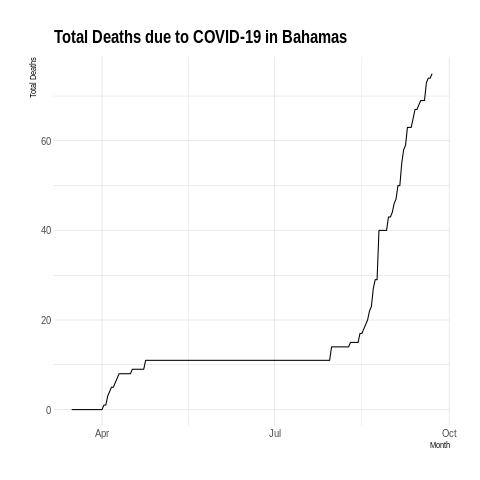 Total Deaths due to COVID-19 in Bahamas
Total Deaths
60
40
20
0
Apr
Jul
Oct
Month